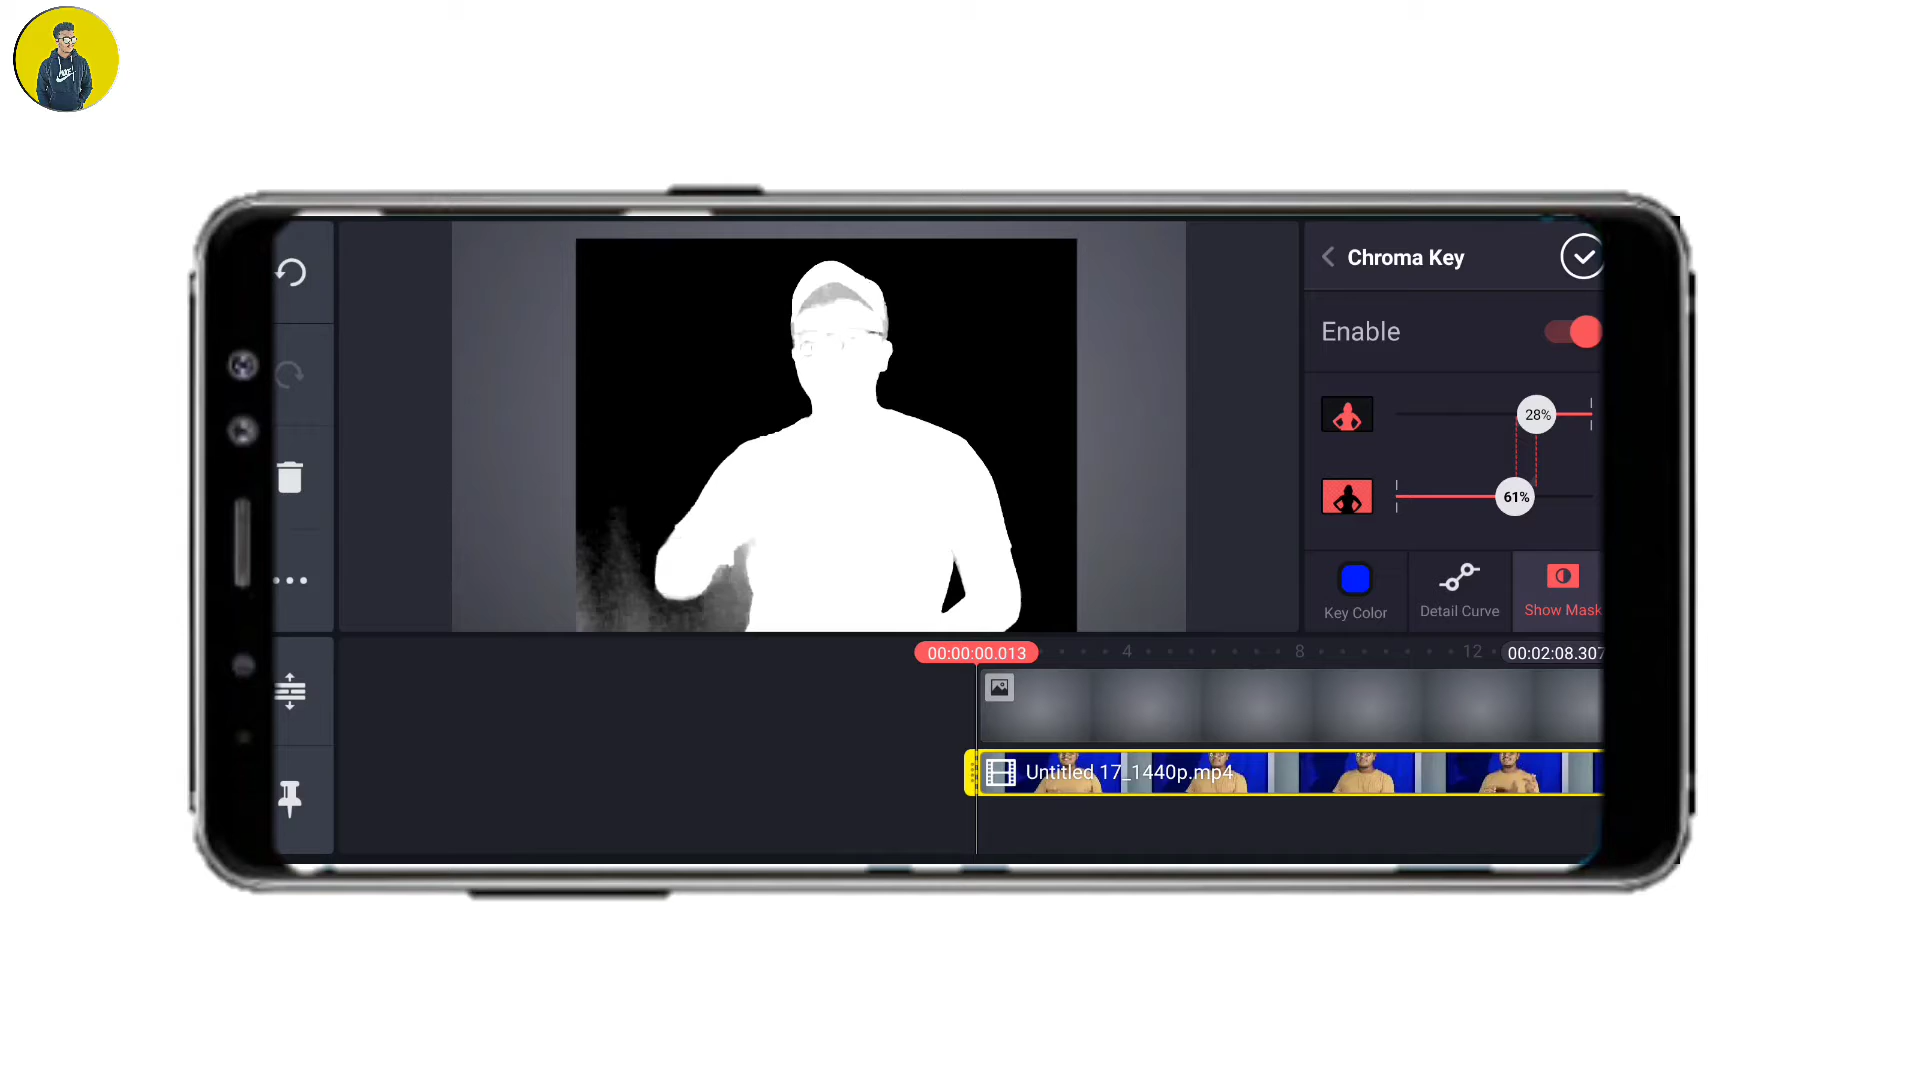 Chroma Key
Enable
28%
61%
Key Color
Detail Curve
Show Mask
00:00:00.013
4
8
12
00:02:08.307
Untitled 17_1440p.mp4